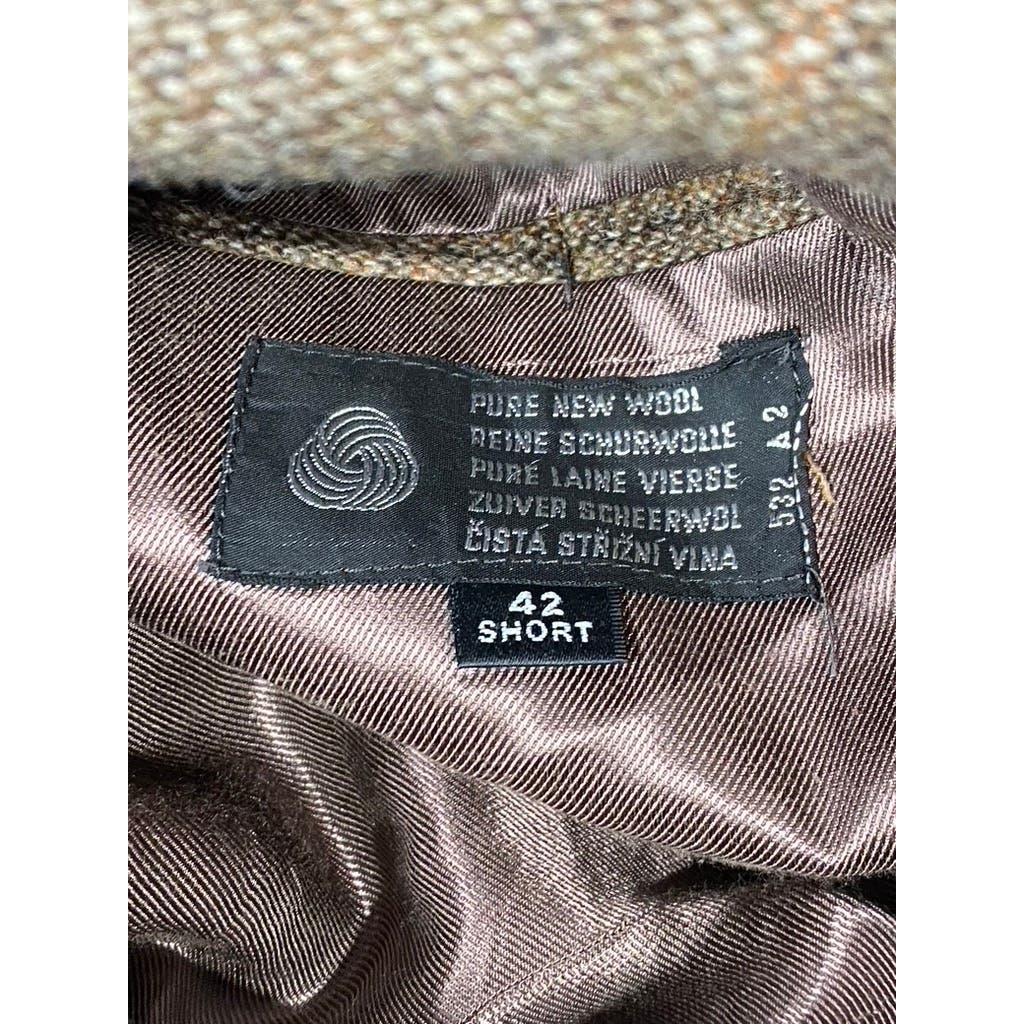 PURE NEW WOOL
REINE SCHURWOLLE
PURE LAINE VIERGE
ZUIVER SCHEERWOL
ČISTÁ STŘIŽNÍ VLNA
532 A2
42
SHORT